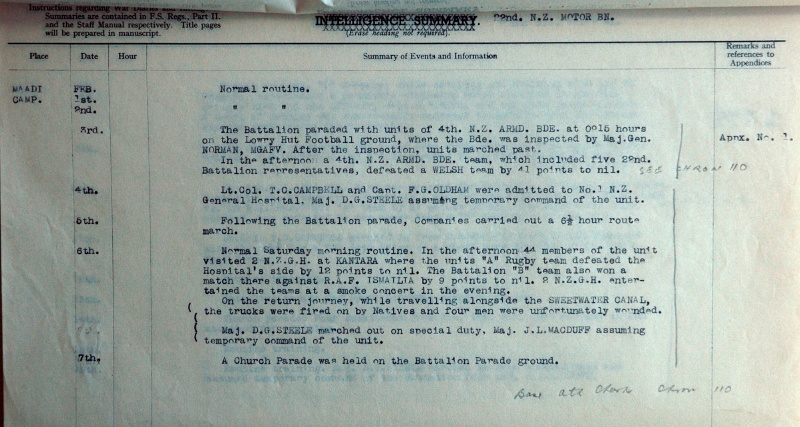 Instructions regarding War Diaries and Intelligence
Summaries are contained in F.S. Regs., Part II.
and the Staff Manual respectively. Title pages
will be prepared in manuscript.
INTELLIGENCE SUMMARY.
(Erase heading not required).
22nd. N.Z. MOTOR BN.
Place Date Hour Summary of Events and Information Remarks and references to Appendices
MAADI FEB. Normal routine.
CAMP. 1st.
2nd. " "
3rd. The Battalion paraded with units of 4th. N.Z. ARMD. BDE. at 0915 hours
on the Lowry Hut Football ground, where the Bde. was inspected by Maj.Gen. Appx. No. 1.
NORMAN, MGAFV. After the inspection, units marched past.
In the afternoon a 4th. N.Z. ARMD. BDE. team, which included five 22nd.
Battalion representatives, defeated a WELSH team by 41 points to nil. SEE CHRON 110
4th. Lt.Col. T.C.CAMPBELL and Capt. F.G.OLDHAM were admitted to No.1 N.Z.
General Hospital. Maj. D.G.STEELE assuming temporary command of the unit.
5th. Following the Battalion parade, Companies carried out a 6½ hour route
march.
6th. Normal Saturday morning routine. In the afternoon 44 members of the unit
visited 2 N.Z.G.H. at KANTARA where the units "A" Rugby team defeated the
Hospital's side by 12 points to nil. The Battalion "B" team also won a
match there against R.A.F. ISMAILIA by 9 points to nil. 2 N.Z.G.H. enter-
tained the teams at a smoke concert in the evening.
On the return journey, while travelling alongside the SWEETWATER CANAL,
the trucks were fired on by Natives and four men were unfortunately wounded.
Maj. D.G.STEELE marched out on special duty, Maj. J.L.MACDUFF assuming
temporary command of the unit.
7th. A Church Parade was held on the Battalion Parade ground.
Base Chron 110